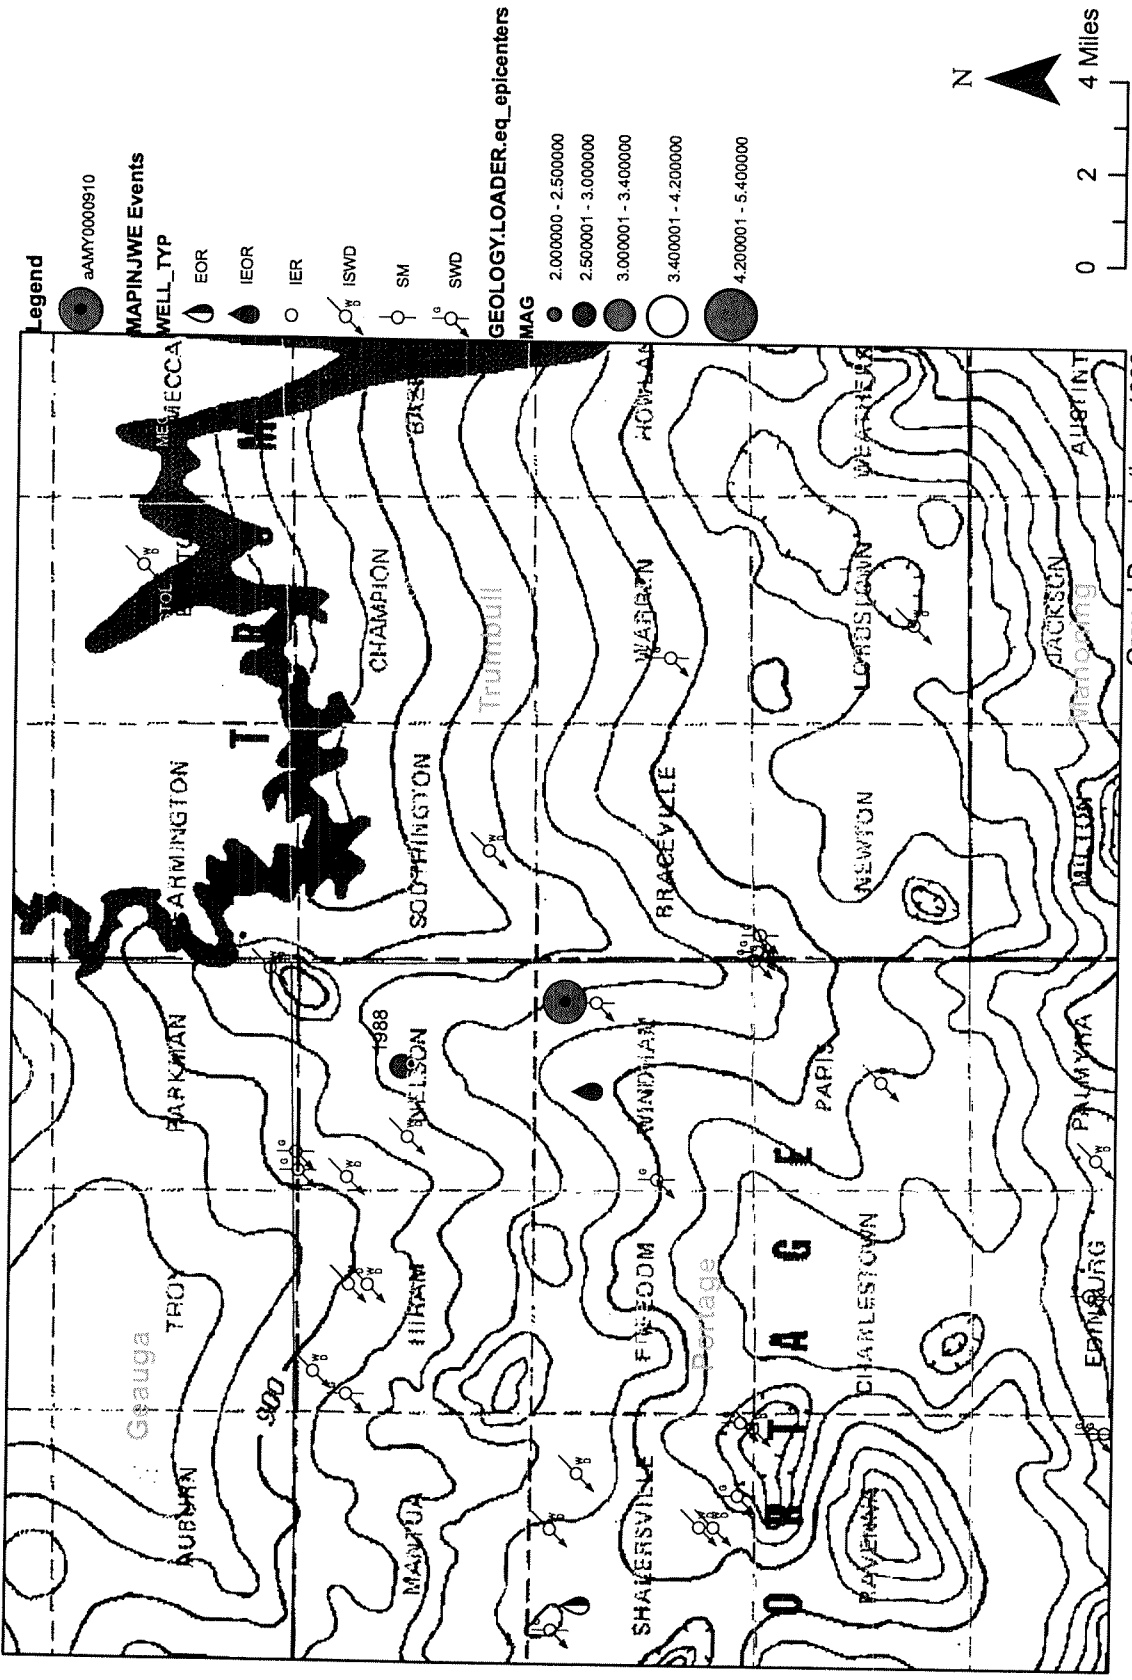 Legend
aAMY0000910
MAPINJWE Events
WELL_TYP
EOR
IEOR
IER
ISWD
SM
SWD
GEOLOGY.LOADER.eq_epicenters
MAG
2.000000 - 2.500000
2.500001 - 3.000000
3.000001 - 3.400000
3.400001 - 4.200000
4.200001 - 5.400000
N
0 2 4 Miles
AUBURN
Geauga
TROY
PARKMAN
FARMINGTON
MECCA
T R
900
MANTUA
HIRAM
NELSON
1988
SOUTHINGTON
CHAMPION
Trumbull
SHALERSVILLE
FREEDOM
WINDHAM
BRACEVILLE
WARREN
HOWLAN
Portage
O R T A G E
RAVENNA
CHARLESTOWN
PARIS
NEWTON
LORDSTOWN
WEATHERS
EDINBURG
PALMYRA
MILTON
JACKSON
Mahoning
AUSTINT